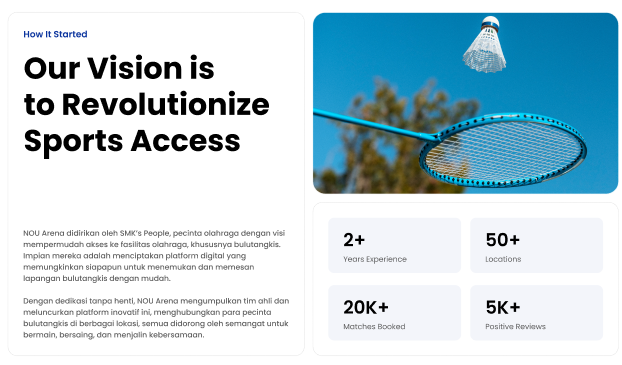 How It Started
Our Vision is
to Revolutionize
Sports Access
NOU Arena didirikan oleh SMK's People, pecinta olahraga dengan visi
mempermudah akses ke fasilitas olahraga, khususnya bulutangkis.
Impian mereka adalah menciptakan platform digital yang
memungkinkan siapapun untuk menemukan dan memesan
lapangan bulutangkis dengan mudah.
Dengan dedikasi tanpa henti, NOU Arena mengumpulkan tim ahli dan
meluncurkan platform inovatif ini, menghubungkan para pecinta
bulutangkis di berbagai lokasi, semua didorong oleh semangat untuk
bermain, bersaing, dan menjalin kebersamaan.
2+
Years Experience
50+
Locations
20K+
Matches Booked
5K+
Positive Reviews